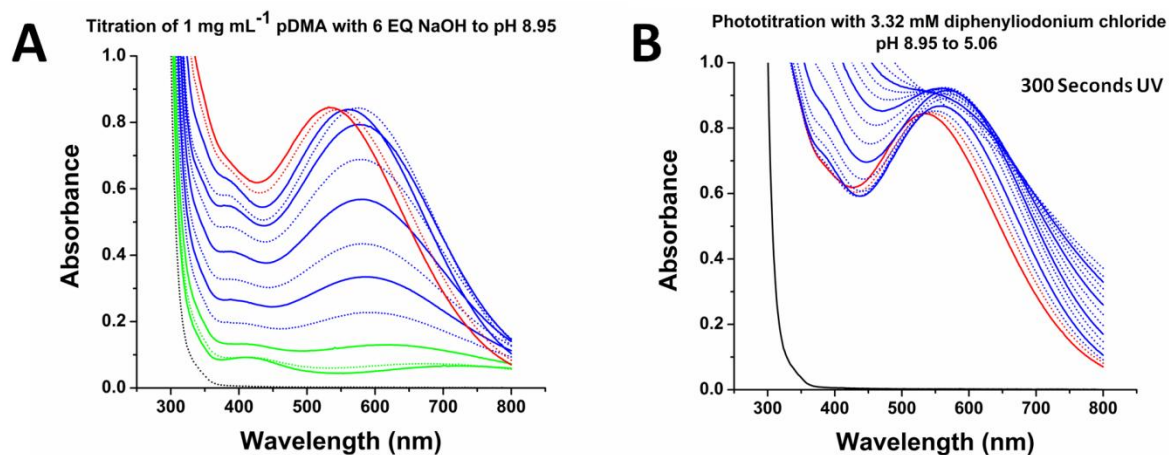 A
Titration of 1 mg mL⁻¹ pDMA with 6 EQ NaOH to pH 8.95
1.0
0.8
0.6
0.4
0.2
0.0
Absorbance
300 400 500 600 700 800
Wavelength (nm)
B
Phototitration with 3.32 mM diphenyliodonium chloride
pH 8.95 to 5.06
300 Seconds UV
1.0
0.8
0.6
0.4
0.2
0.0
Absorbance
300 400 500 600 700 800
Wavelength (nm)